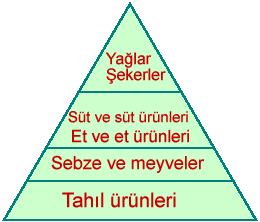 Yağlar
Şekerler
Süt ve süt ürünleri
Et ve et ürünleri
Sebze ve meyveler
Tahıl ürünleri